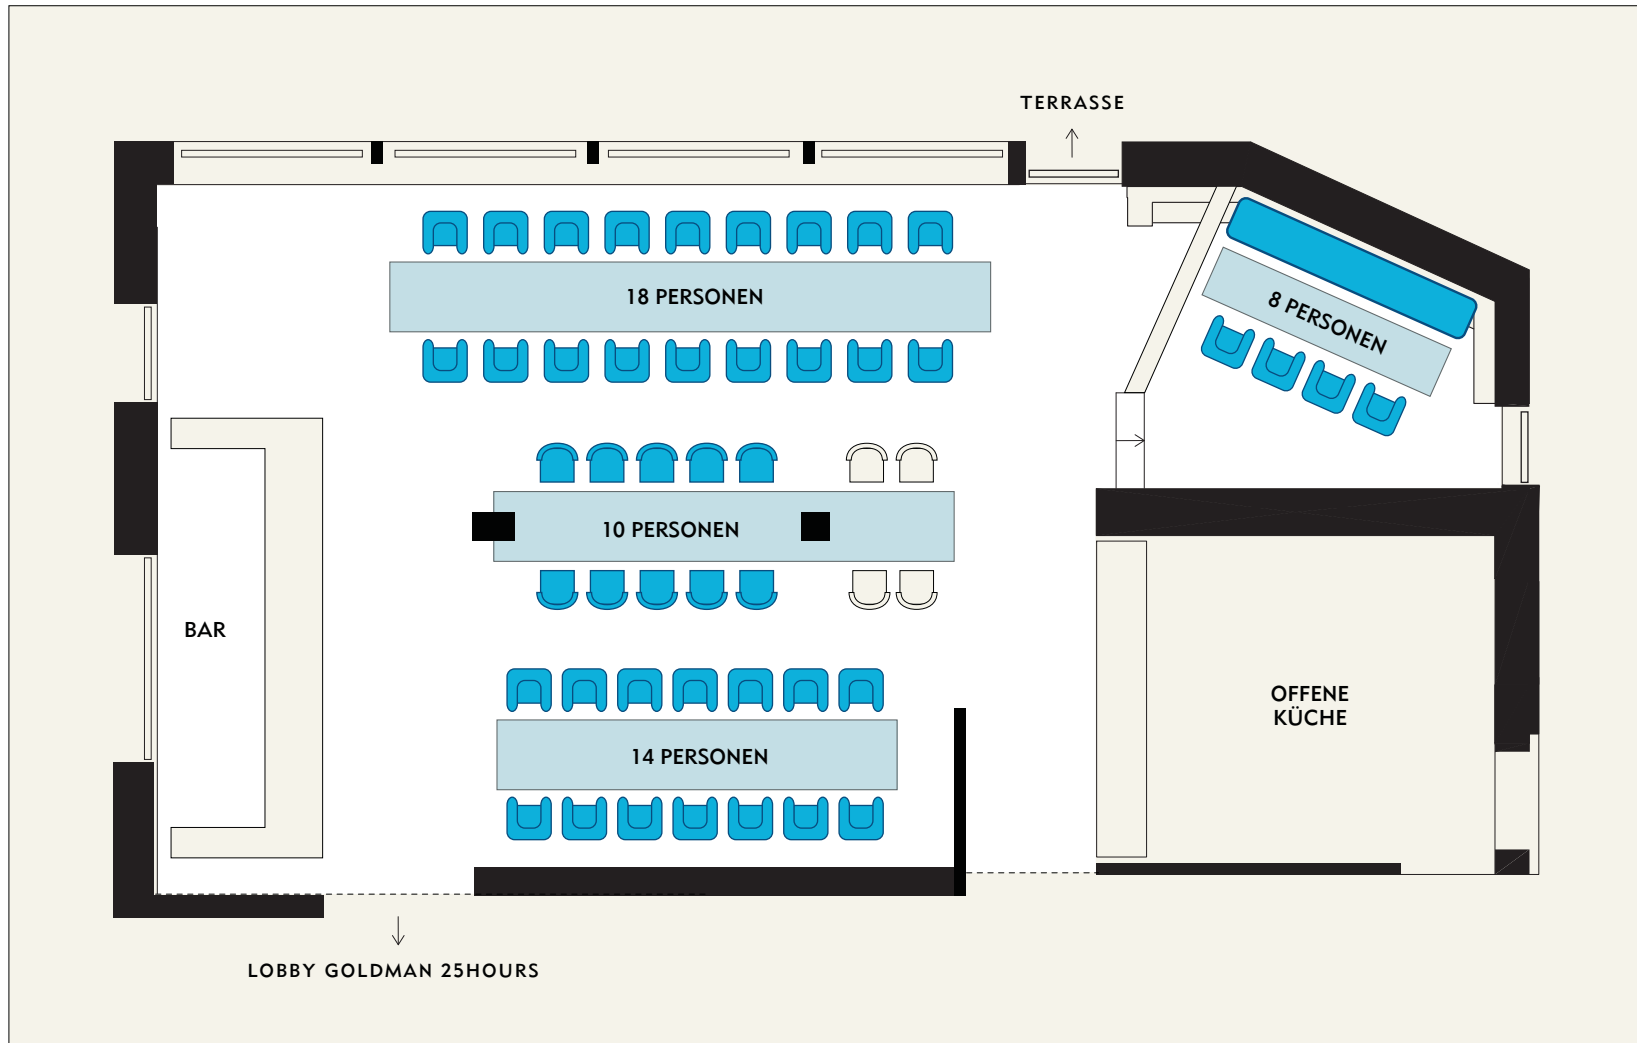 TERRASSE
18 PERSONEN
8 PERSONEN
10 PERSONEN
BAR
14 PERSONEN
OFFENE
KÜCHE
LOBBY GOLDMAN 25HOURS